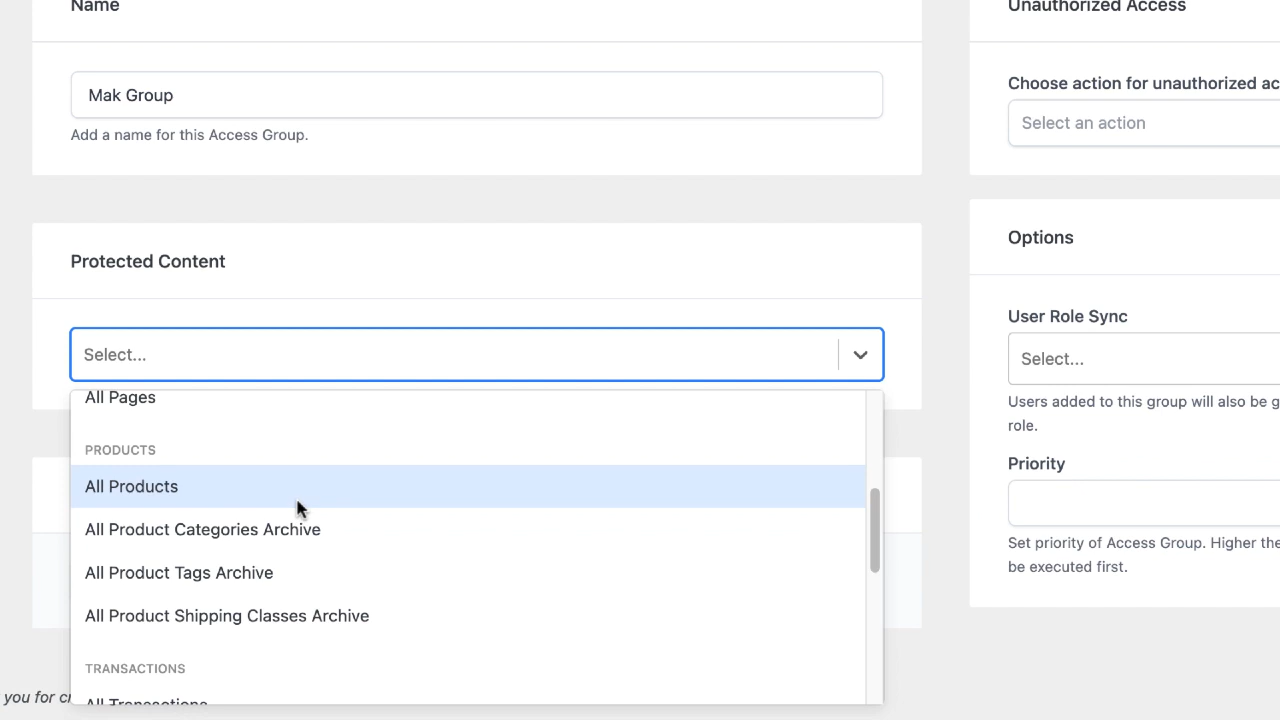 Name
Mak Group
Add a name for this Access Group.
Protected Content
Select...
All Pages
PRODUCTS
All Products
All Product Categories Archive
All Product Tags Archive
All Product Shipping Classes Archive
TRANSACTIONS
All Transactions
you for cr
Unauthorized Access
Choose action for unauthorized ac
Select an action
Options
User Role Sync
Select...
Users added to this group will also be g
role.
Priority
Set priority of Access Group. Higher the
be executed first.